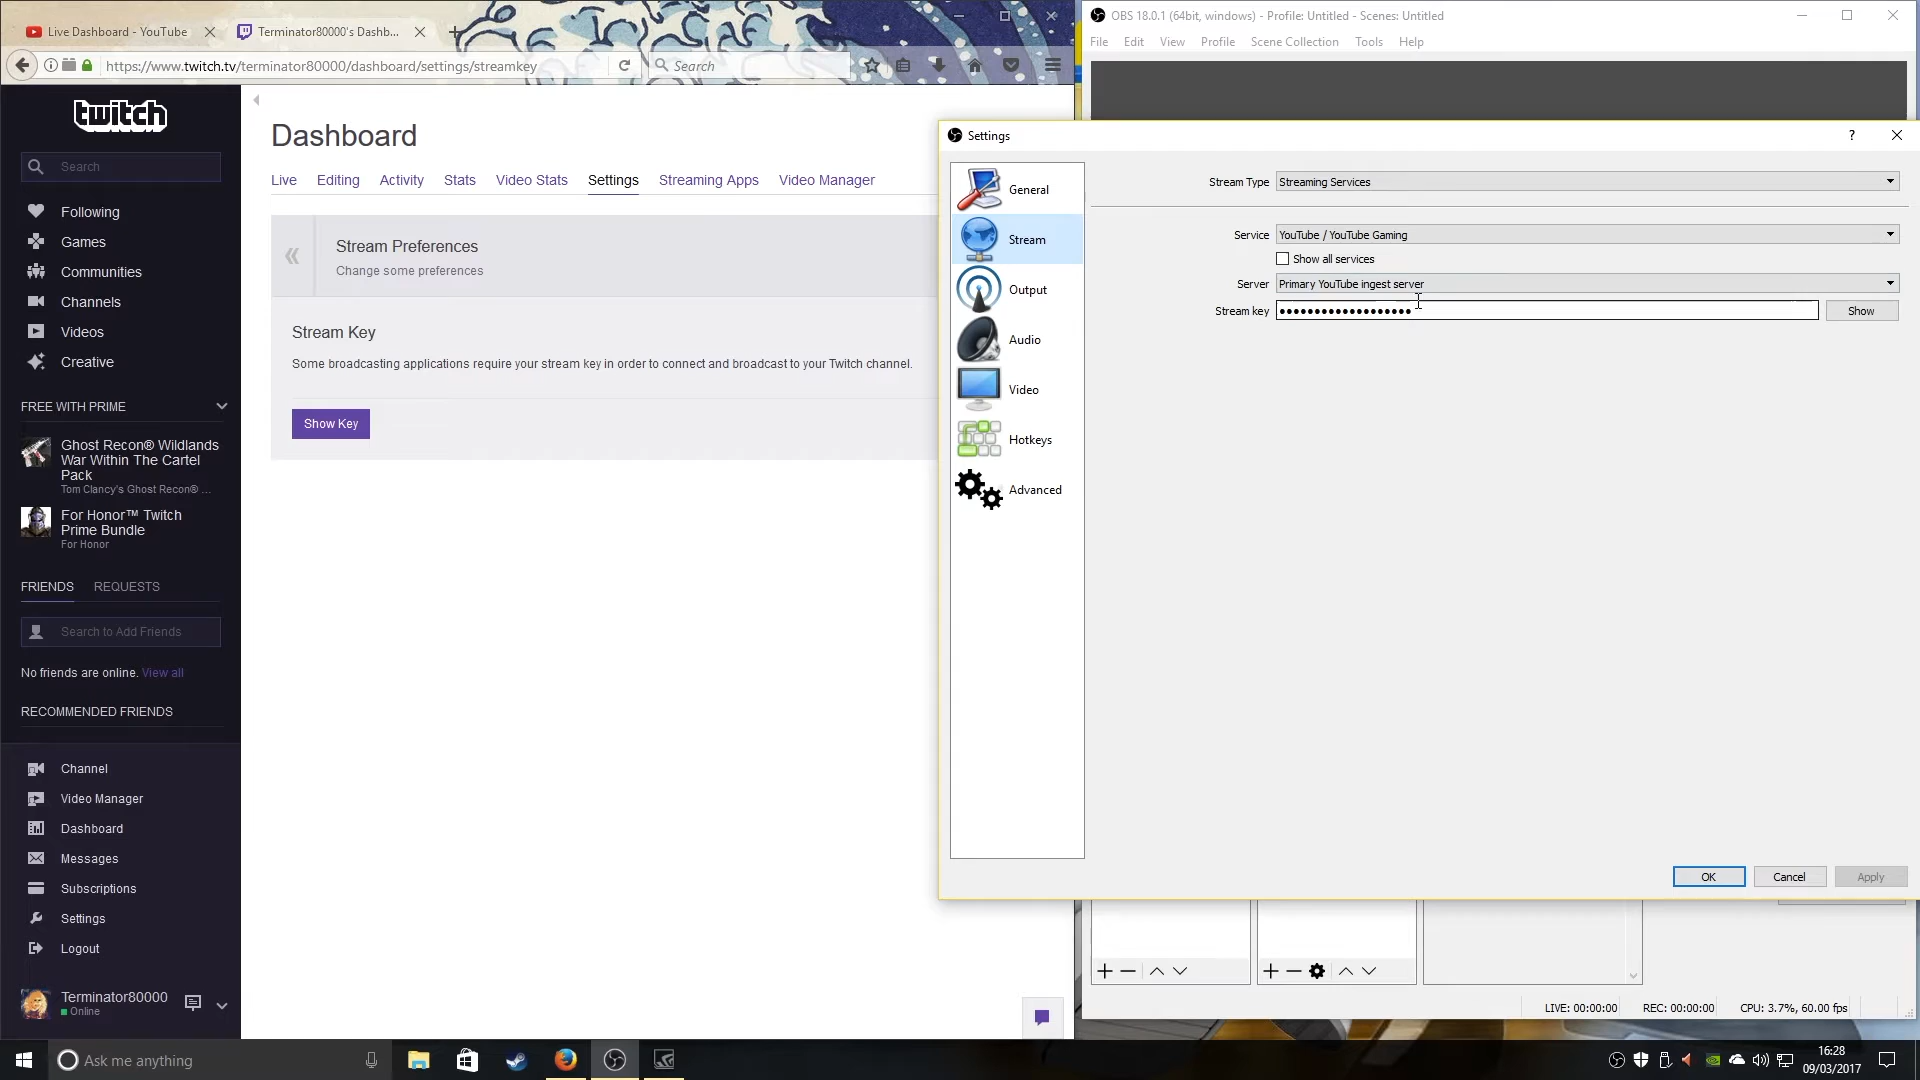 Live Dashboard - YouTube
Terminator80000's Dashb...
https://www.twitch.tv/terminator80000/dashboard/settings/streamkey
Search
twitch
Search
Following
Games
Communities
Channels
Videos
Creative
FREE WITH PRIME
Ghost Recon® Wildlands
War Within The Cartel
Pack
Tom Clancy's Ghost Recon® ...
For Honor™ Twitch
Prime Bundle
For Honor
FRIENDS REQUESTS
Search to Add Friends
No friends are online. View all
RECOMMENDED FRIENDS
Channel
Video Manager
Dashboard
Messages
Subscriptions
Settings
Logout
Terminator80000
Online
Dashboard
Live Editing Activity Stats Video Stats Settings Streaming Apps Video Manager
Stream Preferences
Change some preferences
Stream Key
Some broadcasting applications require your stream key in order to connect and broadcast to your Twitch channel.
Show Key
OBS 18.0.1 (64bit, windows) - Profile: Untitled - Scenes: Untitled
File Edit View Profile Scene Collection Tools Help
Settings
?
General
Stream
Output
Audio
Video
Hotkeys
Advanced
Stream Type Streaming Services
Service YouTube / YouTube Gaming
Show all services
Server Primary YouTube ingest server
Stream key ●●●●●●●●●●●●●●●●●●● Show
OK Cancel Apply
LIVE: 00:00:00 REC: 00:00:00 CPU: 3.7%, 60.00 fps
Ask me anything
16:28
09/03/2017